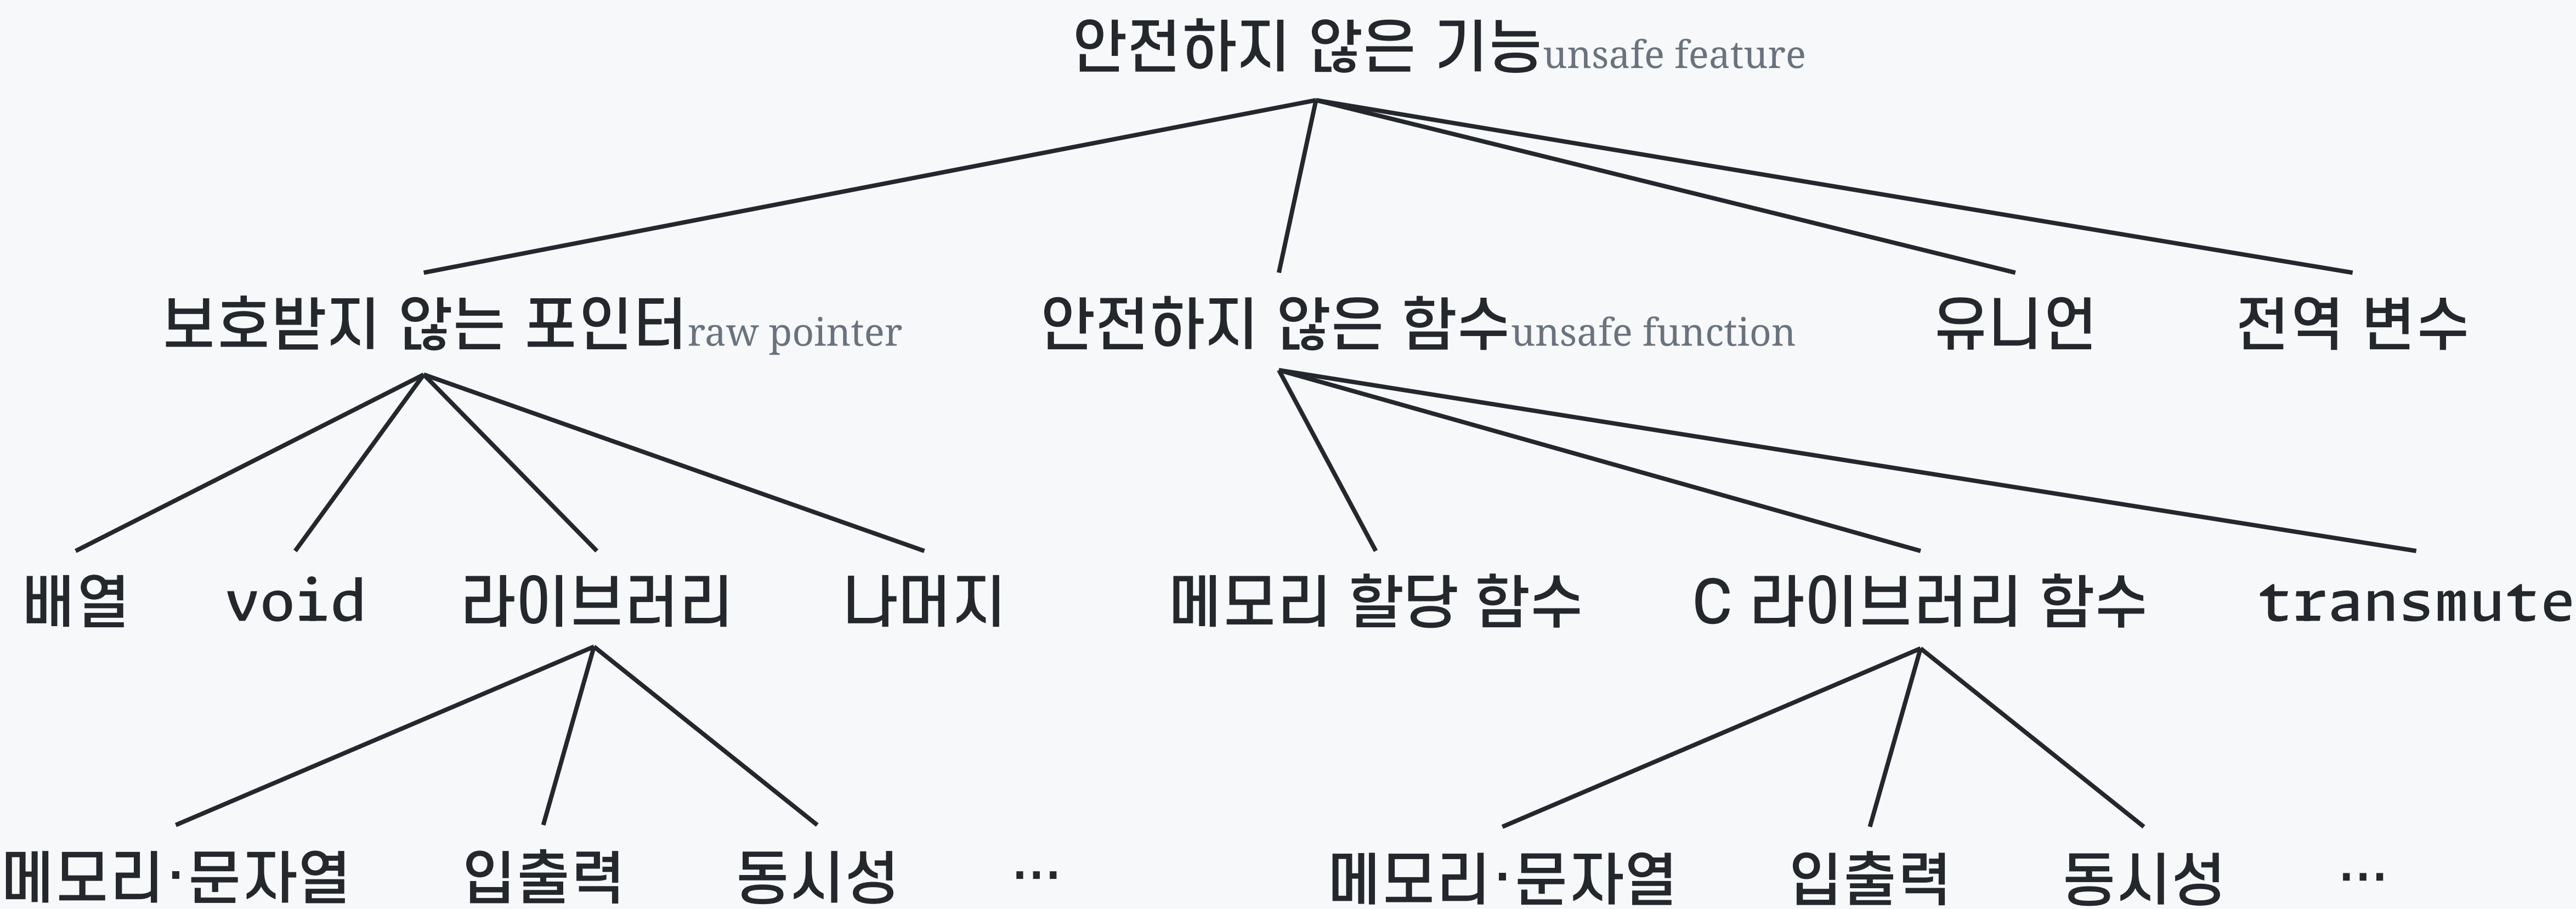 안전하지 않은 기능unsafe feature
보호받지 않는 포인터raw pointer 안전하지 않은 함수unsafe function 유니언 전역 변수
배열 void 라이브러리 나머지 메모리 할당 함수 C 라이브러리 함수 transmute
메모리·문자열 입출력 동시성 ··· 메모리·문자열 입출력 동시성 ···